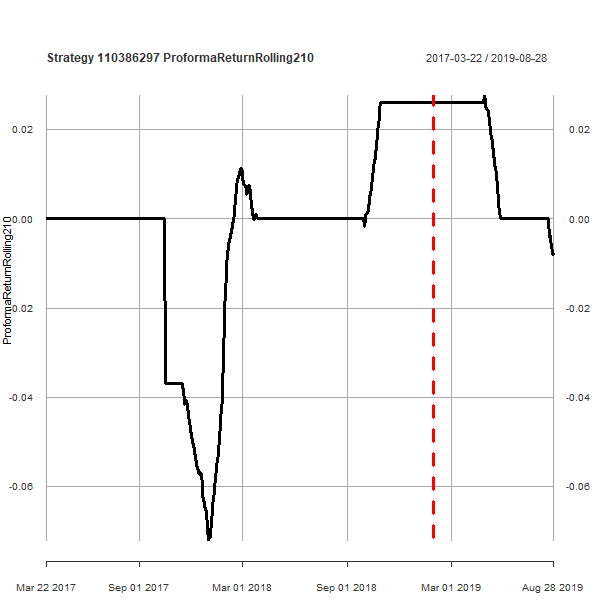 Strategy 110386297 ProformaReturnRolling210
2017-03-22 / 2019-08-28
ProformaReturnRolling210
0.02
0.02
0.00
0.00
-0.02
-0.02
-0.04
-0.04
-0.06
-0.06
Mar 22 2017
Sep 01 2017
Mar 01 2018
Sep 01 2018
Mar 01 2019
Aug 28 2019